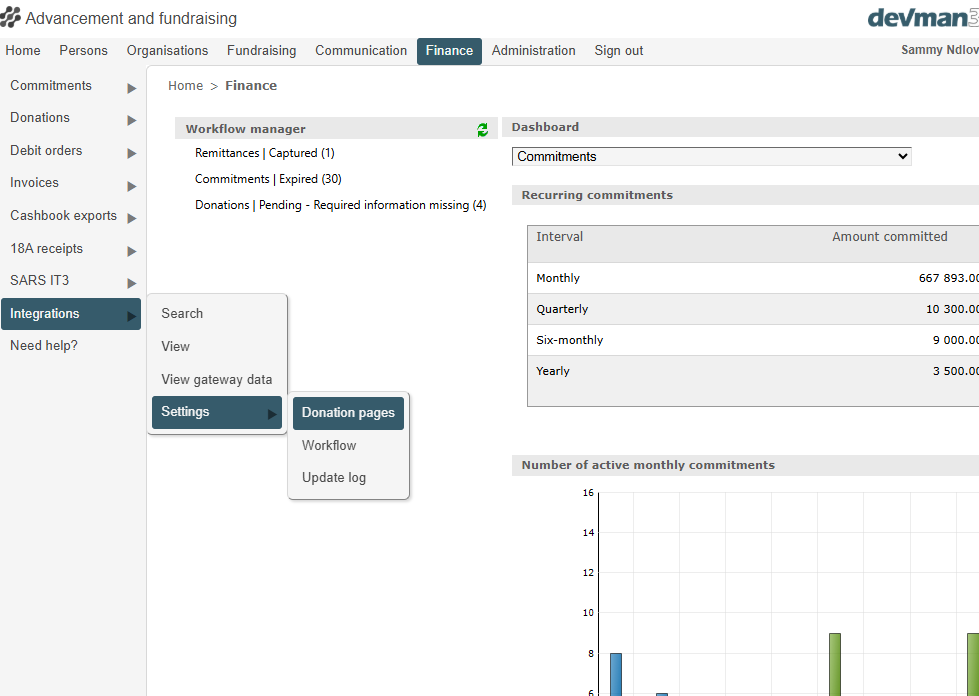 Advancement and fundraising
devman3
Home Persons Organisations Fundraising Communication Finance Administration Sign out
Sammy Ndlov
Commitments
Donations
Debit orders
Invoices
Cashbook exports
18A receipts
SARS IT3
Integrations
Need help?
Search
View
View gateway data
Settings
Donation pages
Workflow
Update log
Home > Finance
Workflow manager
Remittances | Captured (1)
Commitments | Expired (30)
Donations | Pending - Required information missing (4)
Dashboard
Commitments
Recurring commitments
Interval Amount committed
Monthly 667 893.00
Quarterly 10 300.00
Six-monthly 9 000.00
Yearly 3 500.00
Number of active monthly commitments
16
14
12
10
8
6